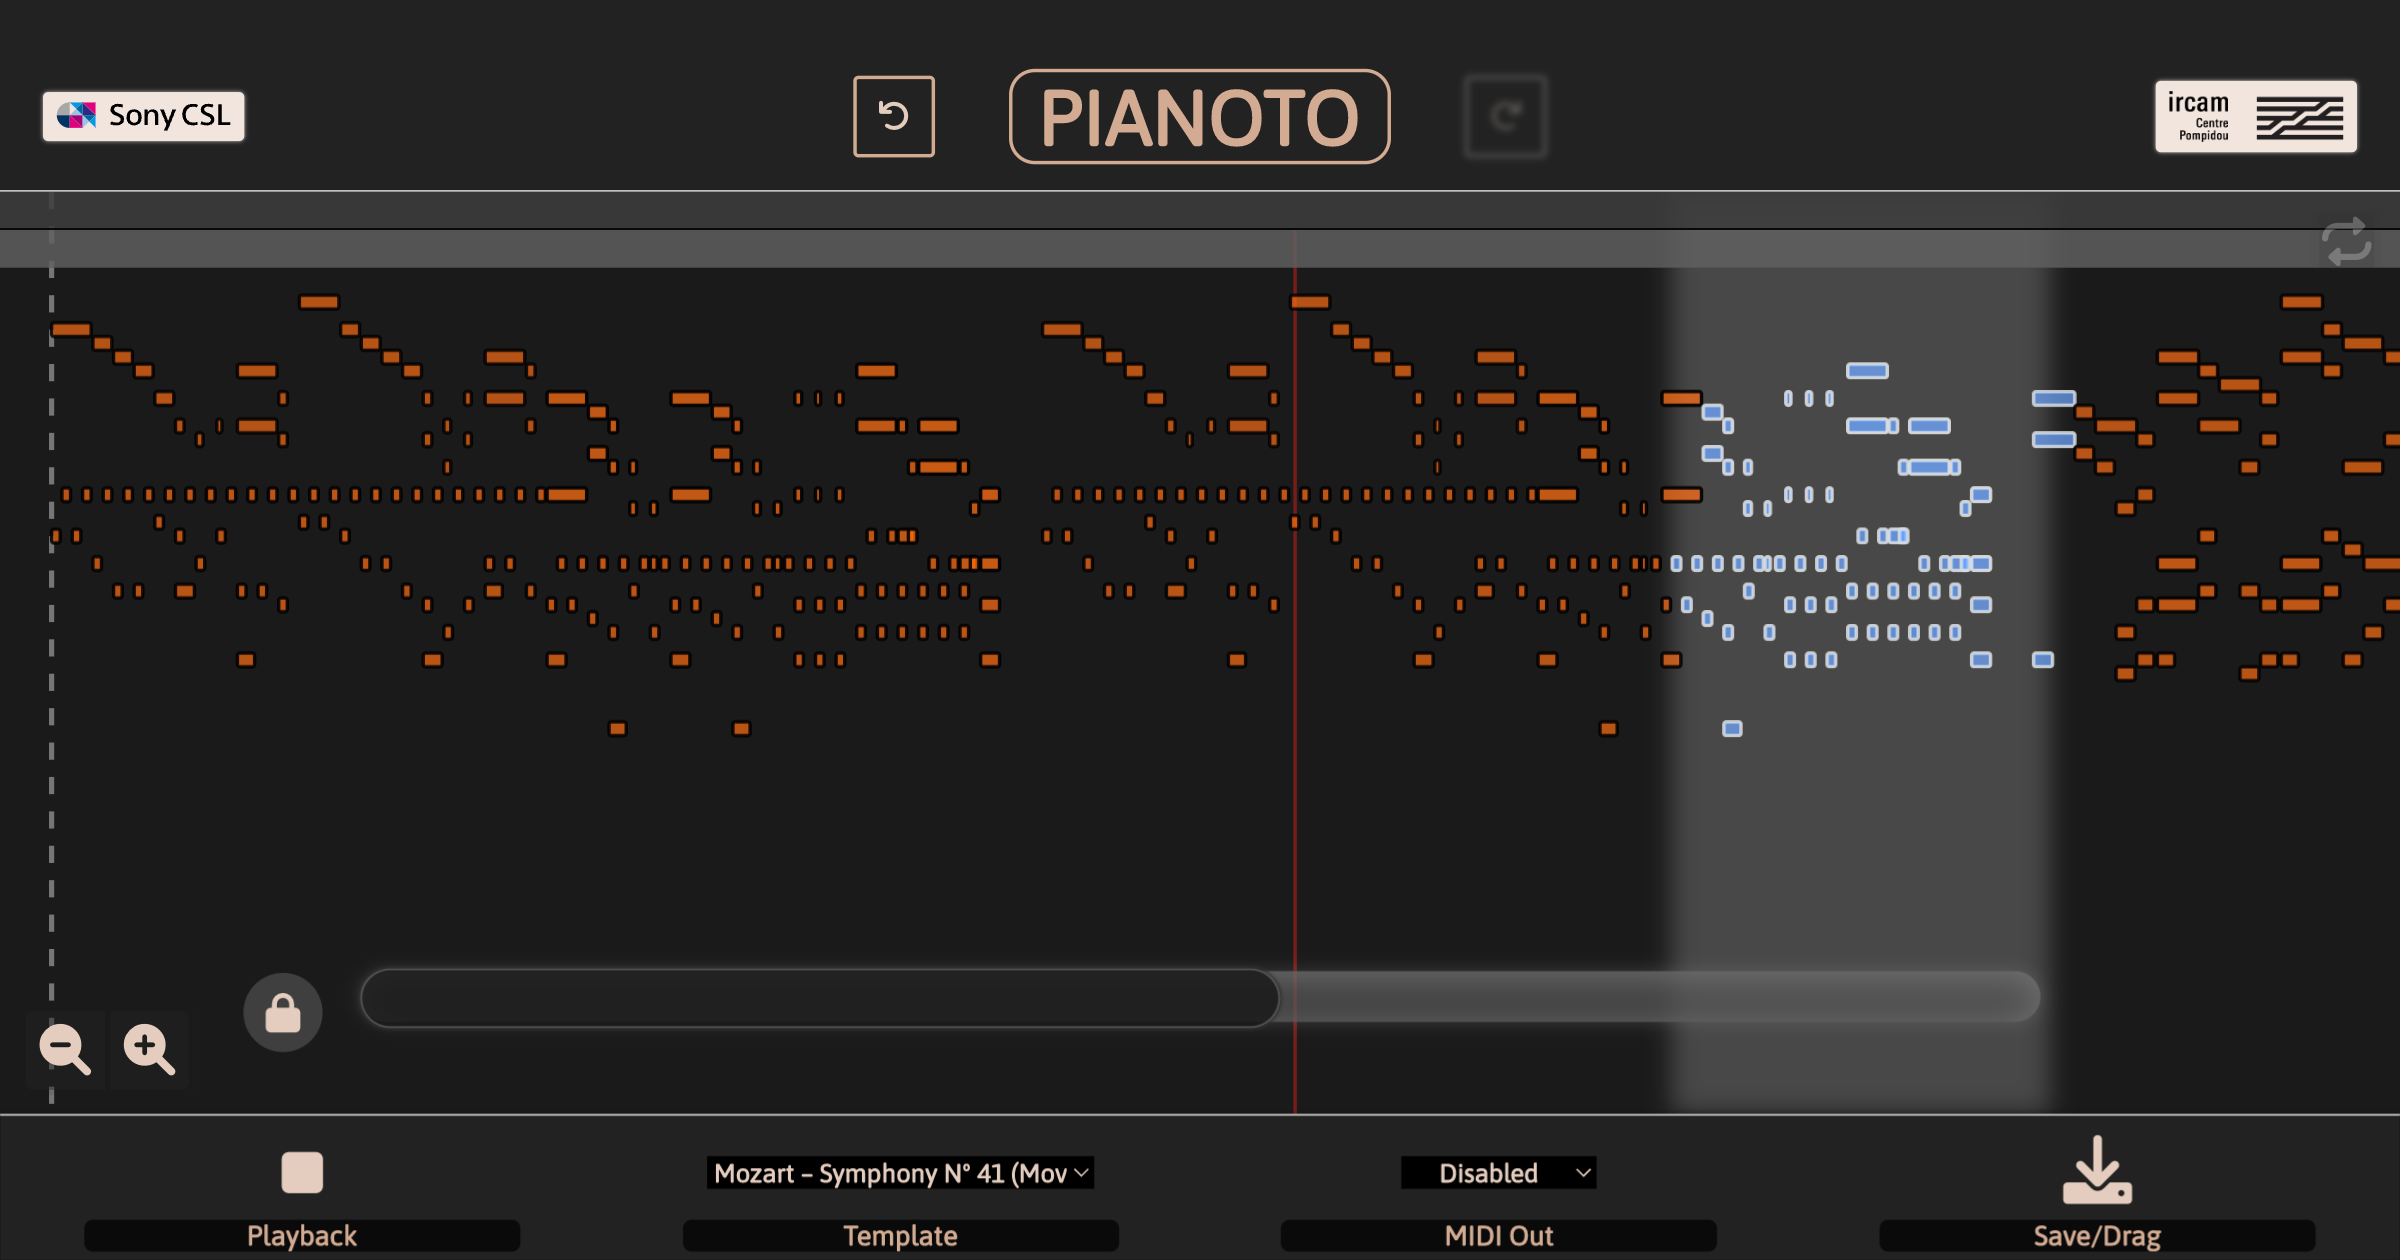 Sony CSL
PIANOTO
ircam
Centre
Pompidou
Mozart – Symphony N° 41 (Mov
Disabled
Playback
Template
MIDI Out
Save/Drag